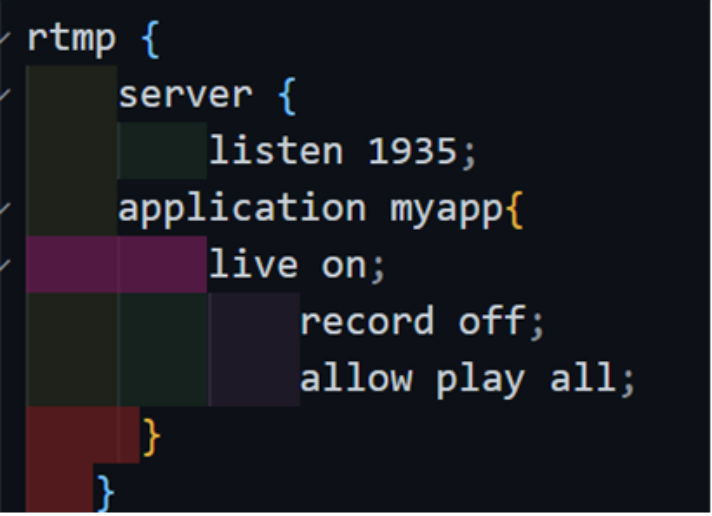 rtmp {
server {
listen 1935;
application myapp{
live on;
record off;
allow play all;
}
}